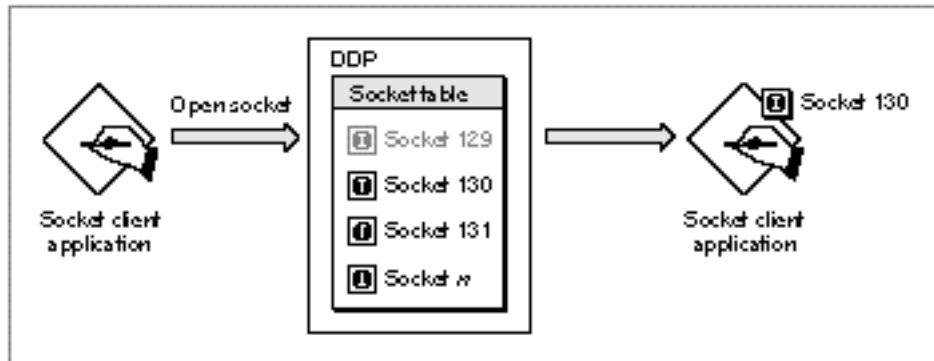 DDP
Socket table
Open socket
Socket 129
Socket 130
Socket 131
Socket n
Socket 130
Socket client
application
Socket client
application